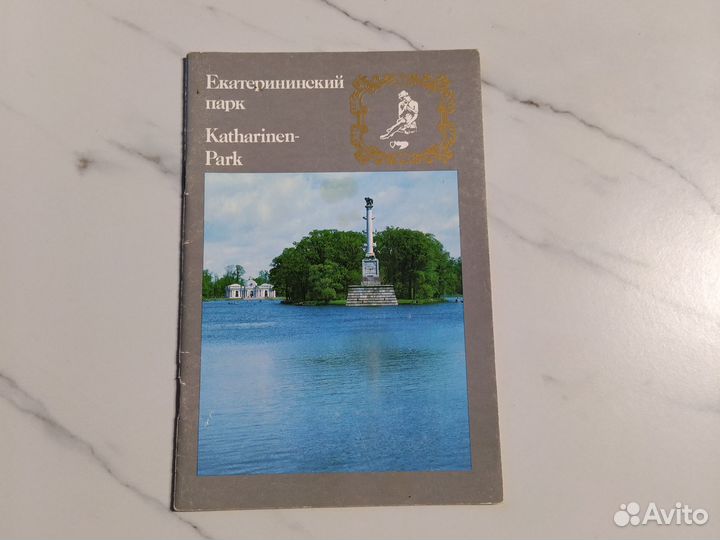 Екатерининский
парк
Katharinen-
Park
Avito